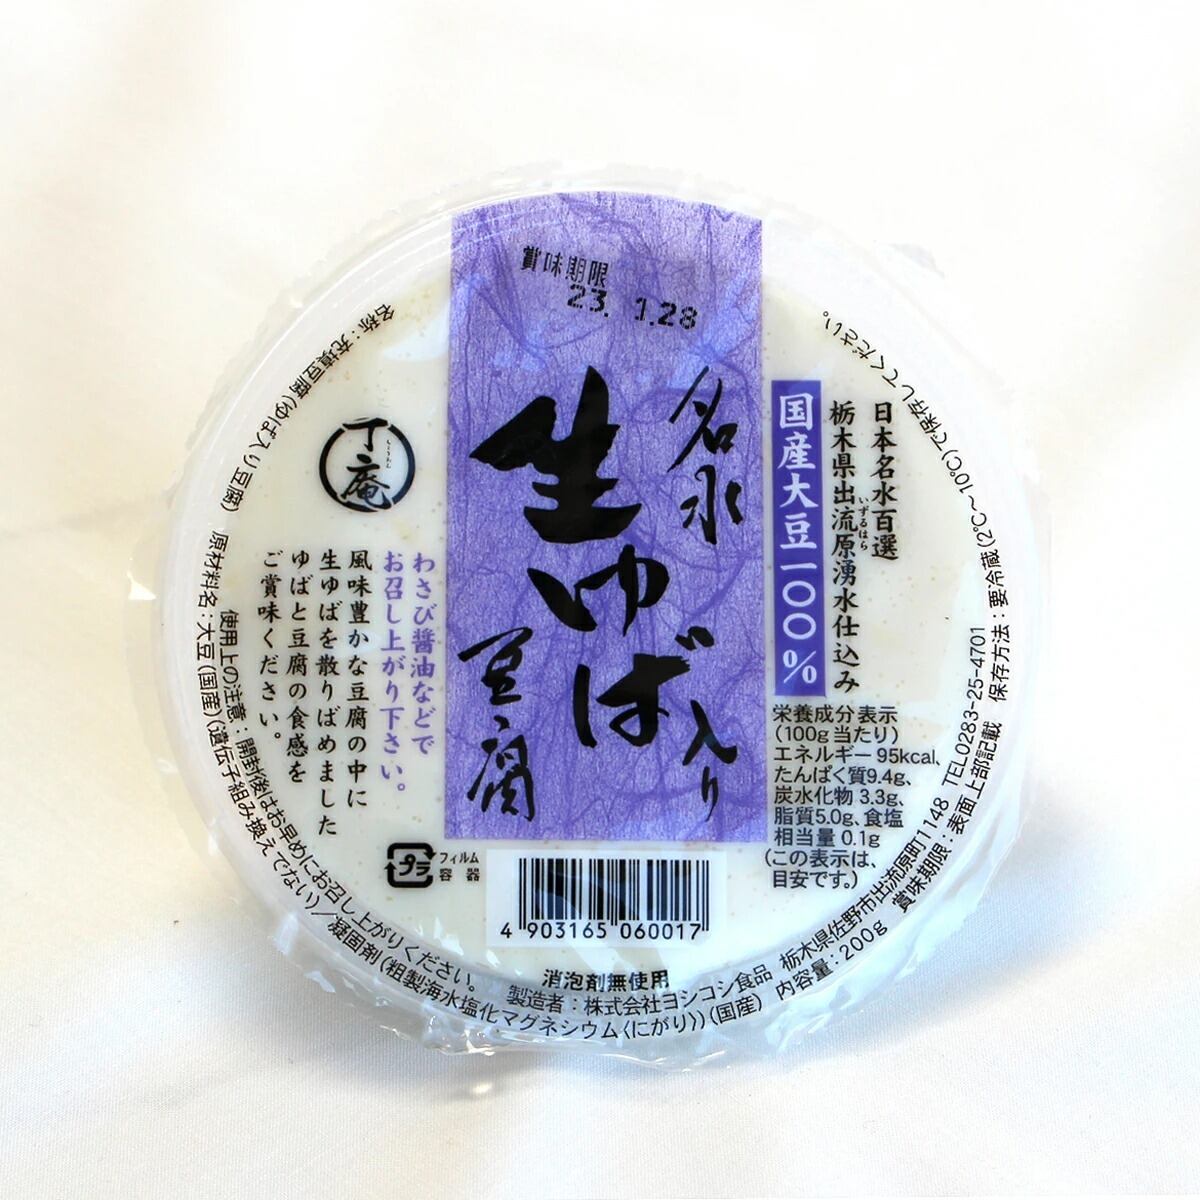 賞味期限
23. 1.28
名水
生ゆば入り
豆腐
日本名水百選
栃木県出流原湧水仕込み
いずるはら
国産大豆一〇〇%
丁庵
わさび醤油などで
お召し上がり下さい。
風味豊かな豆腐の中に
生ゆばを散りばめました
ゆばと豆腐の食感を
ご賞味ください。
栄養成分表示
(100g当たり)
エネルギー 95kcal、
たんぱく質9.4g、
炭水化物 3.3g、
脂質5.0g、食塩
相当量 0.1g
(この表示は、
目安です。)
プラ
フィルム
容器
4 903165 060017
消泡剤無使用
名称：充填豆腐(ゆば入り豆腐) 原材料名：大豆(国産)(遺伝子組み換えでない)/凝固剤(粗製海水塩化マグネシウム〈にがり〉)(国産) 内容量：200g 賞味期限：表面上部記載 保存方法：要冷蔵(2℃～10℃)で保存してください。
使用上の注意：開封後はお早めにお召し上がりください。 製造者：株式会社ヨシコシ食品 栃木県佐野市出流原町1148 TEL0283-25-4701